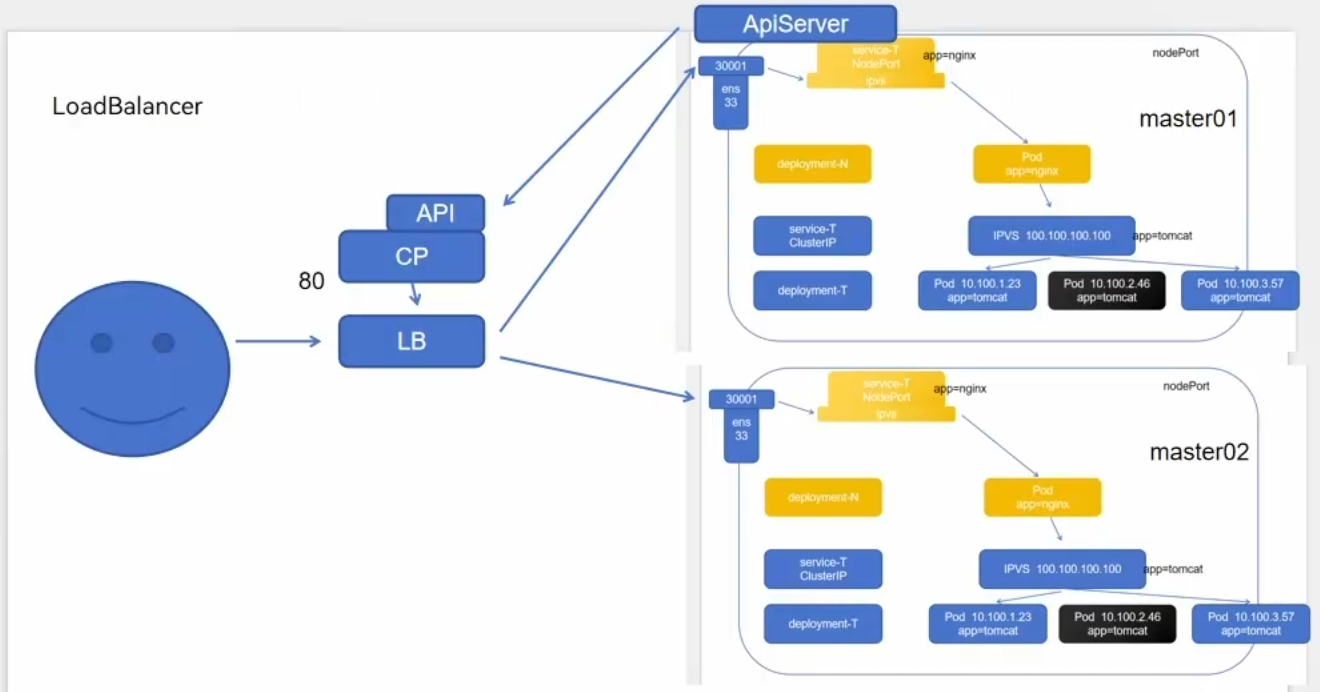 ApiServer
LoadBalancer
API
CP
80
LB
30001
ens
33
service-T
NodePort
ipvs
app=nginx
nodePort
master01
deployment-N
Pod
app=nginx
service-T
ClusterIP
IPVS 100.100.100.100
app=tomcat
deployment-T
Pod 10.100.1.23
app=tomcat
Pod 10.100.2.46
app=tomcat
Pod 10.100.3.57
app=tomcat
30001
ens
33
service-T
NodePort
ipvs
app=nginx
nodePort
master02
deployment-N
Pod
app=nginx
service-T
ClusterIP
IPVS 100.100.100.100
app=tomcat
deployment-T
Pod 10.100.1.23
app=tomcat
Pod 10.100.2.46
app=tomcat
Pod 10.100.3.57
app=tomcat